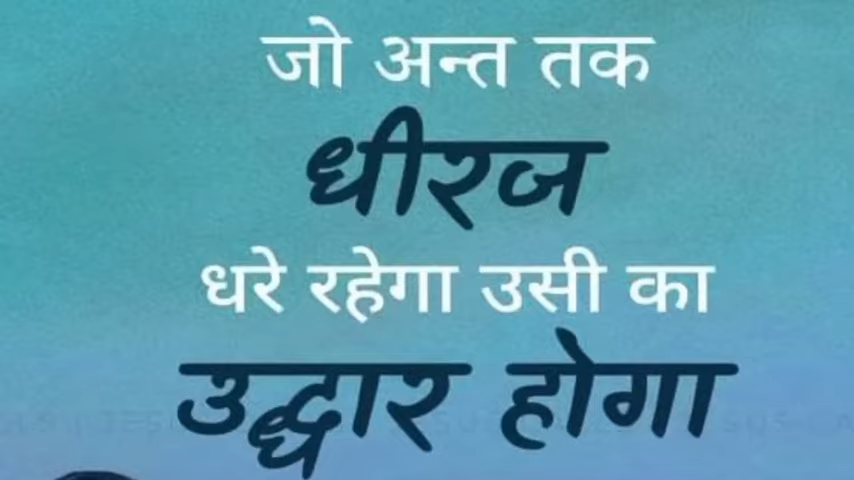 जो अन्त तक
धीरज
धरे रहेगा उसी का
उद्धार होगा